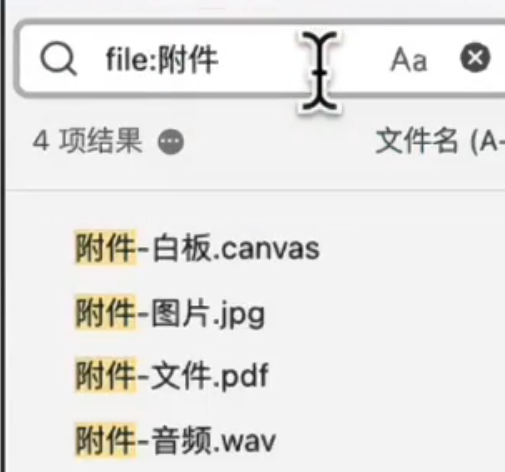 file:附件 Aa
4 项结果 文件名 (A-
附件-白板.canvas
附件-图片.jpg
附件-文件.pdf
附件-音频.wav